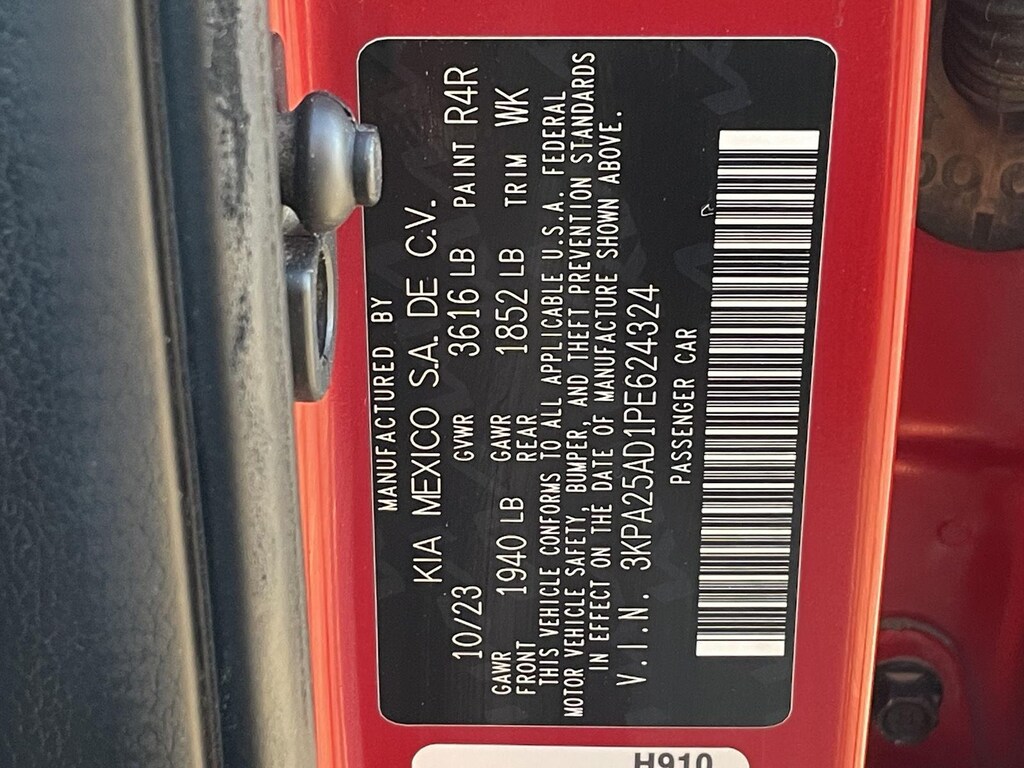 MANUFACTURED BY
KIA MEXICO S.A. DE C.V.
10/23 GVWR 3616 LB PAINT R4R
GAWR FRONT 1940 LB GAWR REAR 1852 LB TRIM WK
THIS VEHICLE CONFORMS TO ALL APPLICABLE U.S.A. FEDERAL
MOTOR VEHICLE SAFETY, BUMPER, AND THEFT PREVENTION STANDARDS
IN EFFECT ON THE DATE OF MANUFACTURE SHOWN ABOVE.
V.I.N. 3KPA25AD1PE624324
PASSENGER CAR
H910